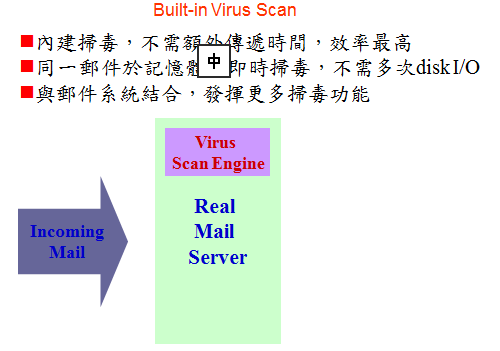 Built-in Virus Scan
內建掃毒，不需額外傳遞時間，效率最高
同一郵件於記憶體 即時掃毒，不需多次disk I/O
與郵件系統結合，發揮更多掃毒功能
中
Virus
Scan Engine
Real
Mail
Server
Incoming
Mail